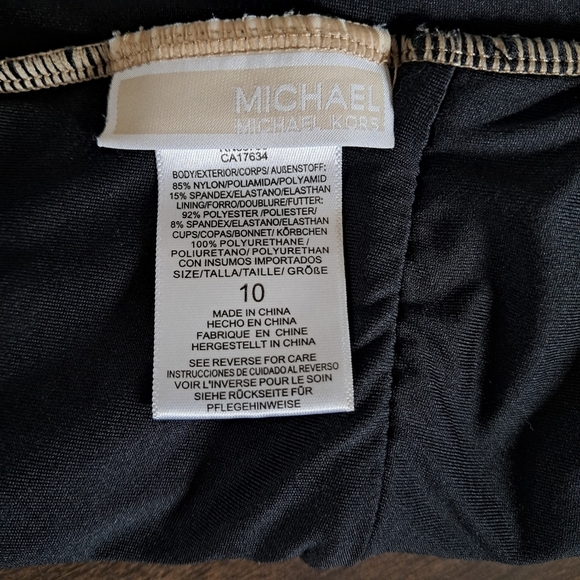 MICHAEL
MICHAEL KORS
CA17634
BODY/EXTERIOR/CORPS/ AUßENSTOFF:
85% NYLON/POLIAMIDA/POLYAMID
15% SPANDEX/ELASTANO/ELASTHAN
LINING/FORRO/DOUBLURE/FUTTER:
92% POLYESTER /POLIESTER/
8% SPANDEX/ELASTANO/ELASTHAN
CUPS/COPAS/BONNET/ KÖRBCHEN
100% POLYURETHANE /
POLIURETANO/ POLYURETHAN
CON INSUMOS IMPORTADOS
SIZE/TALLA/TAILLE/ GRÖßE
10
MADE IN CHINA
HECHO EN CHINA
FABRIQUE EN CHINE
HERGESTELLT IN CHINA
SEE REVERSE FOR CARE
INSTRUCCIONES DE CUIDADO AL REVERSO
VOIR L'INVERSE POUR LE SOIN
SIEHE RÜCKSEITE FÜR
PFLEGEHINWEISE